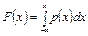 F(x) = ∫_{-∞}^{x} p(x)dx